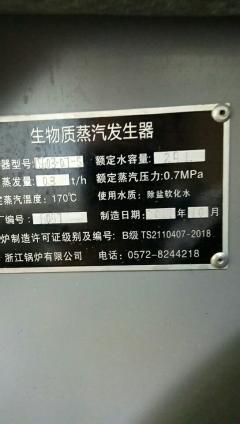 生物质蒸汽发生器
器型号: 额定水容量:
蒸发量: t/h 额定蒸汽压力: 0.7MPa
定蒸汽温度: 170℃ 使用水质: 除盐软化水
厂编号: 制造日期: 年10月
炉制造许可证级别及编号: B级 TS2110407-2018
浙江锅炉有限公司 电话: 0572-8244218